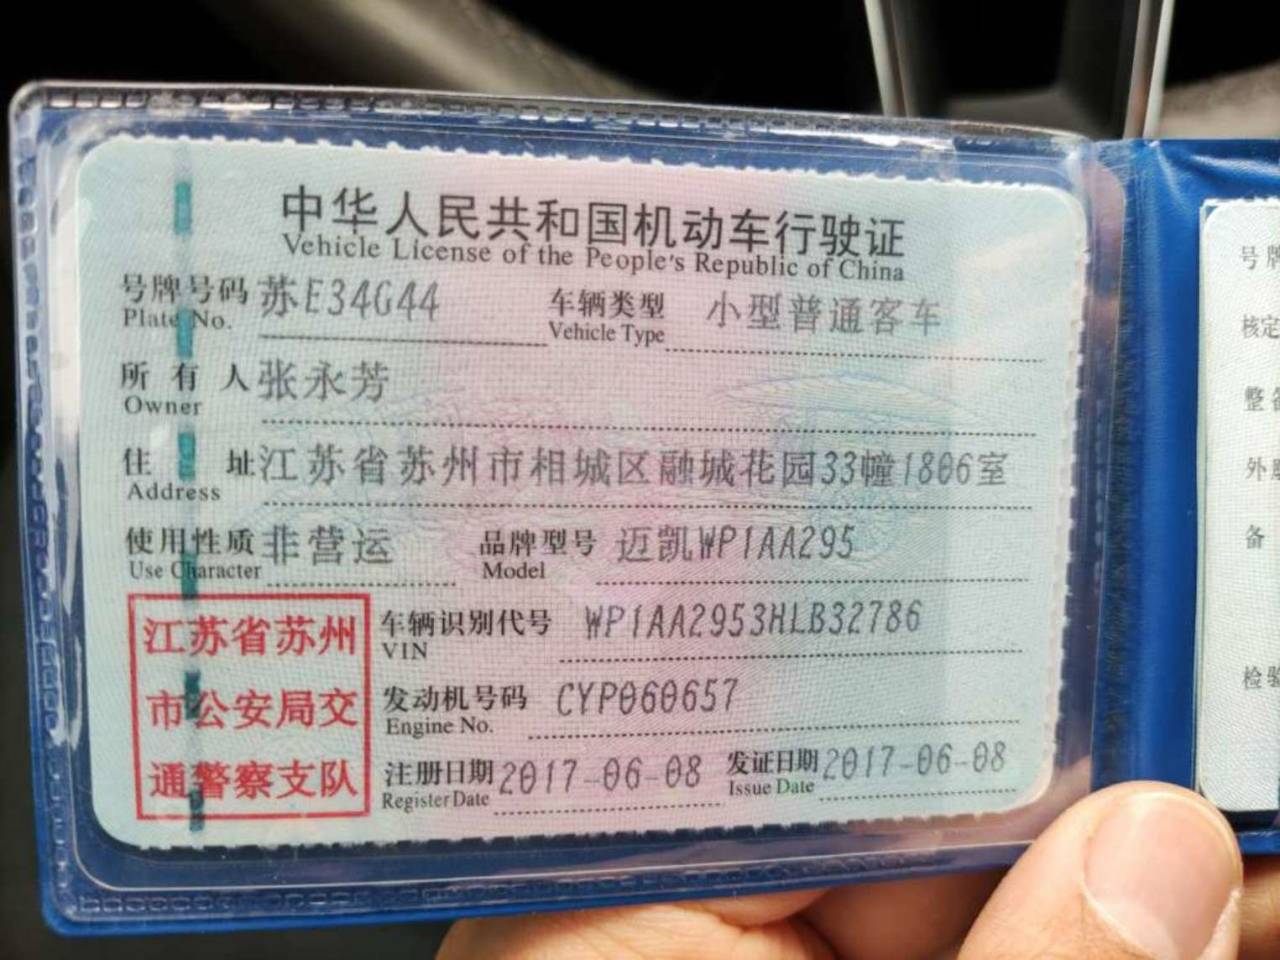 中华人民共和国机动车行驶证
Vehicle License of the People's Republic of China
号牌号码 苏E34G44 车辆类型 小型普通客车
Plate No. Vehicle Type
所有人 张永芳
Owner
住址 江苏省苏州市相城区融城花园33幢1806室
Address
使用性质 非营运 品牌型号 迈凯WP1AA295
Use Character Model
车辆识别代号 WP1AA2953HLB32786
VIN
发动机号码 CYP060657
Engine No.
注册日期 2017-06-08 发证日期 2017-06-08
Register Date Issue Date
江苏省苏州
市公安局交
通警察支队
号牌
核定
整备
外
备
检验